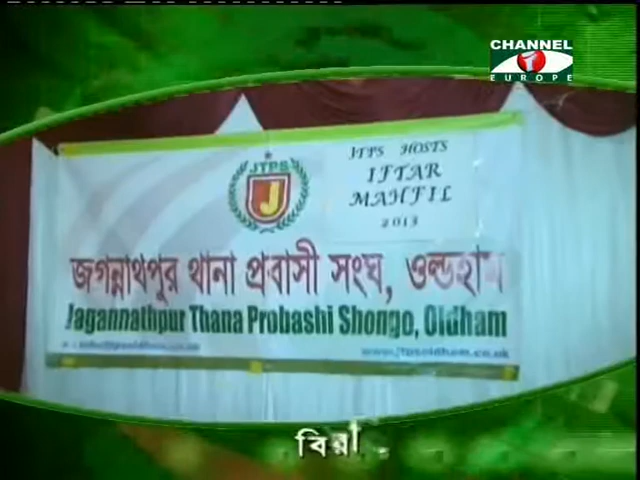 CHANNEL
i
EUROPE
JTPS HOSTS
IFTAR
MAHFIL
2013
JTPS
J
জগন্নাথপুর থানা প্রবাসী সংঘ, ওল্ডহাম
Jagannathpur Thana Probashi Shongo, Oldham
www.jtpsoldham.co.uk